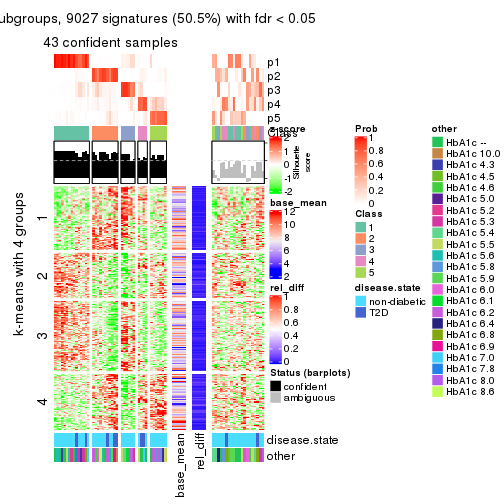 ubgroups, 9027 signatures (50.5%) with fdr < 0.05
43 confident samples
p1
p2
p3
p4
p5
Class
Silhouette
score
k-means with 4 groups
1
2
3
4
disease.state
other
base_mean
rel_diff
z-score
2
1
0
-1
-2
base_mean
12
10
8
6
4
2
rel_diff
1
0.8
0.6
0.4
0.2
0
Status (barplots)
confident
ambiguous
Prob
1
0.8
0.6
0.4
0.2
0
Class
1
2
3
4
5
disease.state
non-diabetic
T2D
other
HbA1c --
HbA1c 10.0
HbA1c 4.3
HbA1c 4.5
HbA1c 4.6
HbA1c 5.0
HbA1c 5.2
HbA1c 5.3
HbA1c 5.4
HbA1c 5.5
HbA1c 5.6
HbA1c 5.8
HbA1c 5.9
HbA1c 6.0
HbA1c 6.1
HbA1c 6.2
HbA1c 6.4
HbA1c 6.8
HbA1c 6.9
HbA1c 7.0
HbA1c 7.8
HbA1c 8.0
HbA1c 8.6